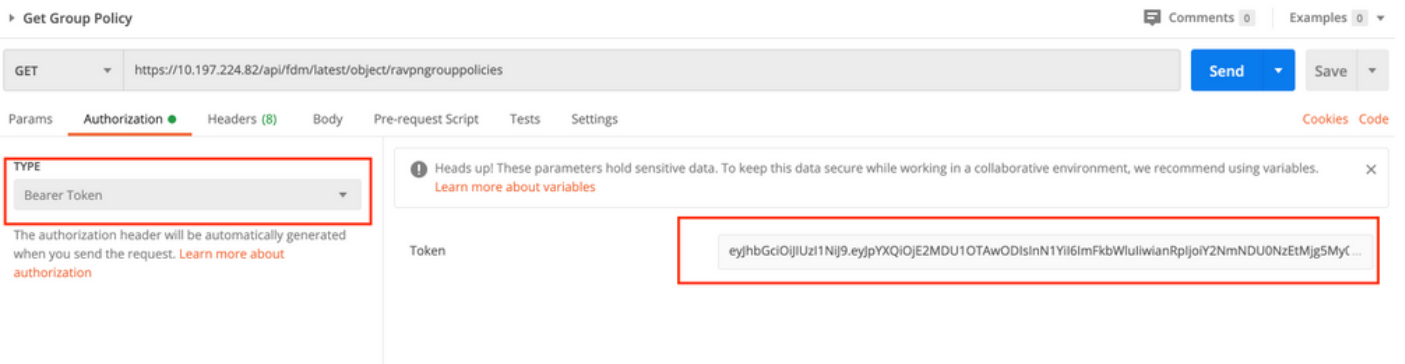 Get Group Policy
Comments 0
Examples 0
GET
https://10.197.224.82/api/fdm/latest/object/ravpngrouppolicies
Send
Save
Params
Authorization
Headers (8)
Body
Pre-request Script
Tests
Settings
Cookies
Code
TYPE
Bearer Token
The authorization header will be automatically generated
when you send the request. Learn more about
authorization
Heads up! These parameters hold sensitive data. To keep this data secure while working in a collaborative environment, we recommend using variables.
Learn more about variables
Token
eyJhbGciOiJIUzI1NiJ9.eyJpYXQiOjE2MDU1OTAwODIsInN1YiI6ImFkbWluIiwianRpIjoiY2NmNDU0NzEtMjg5My( ...